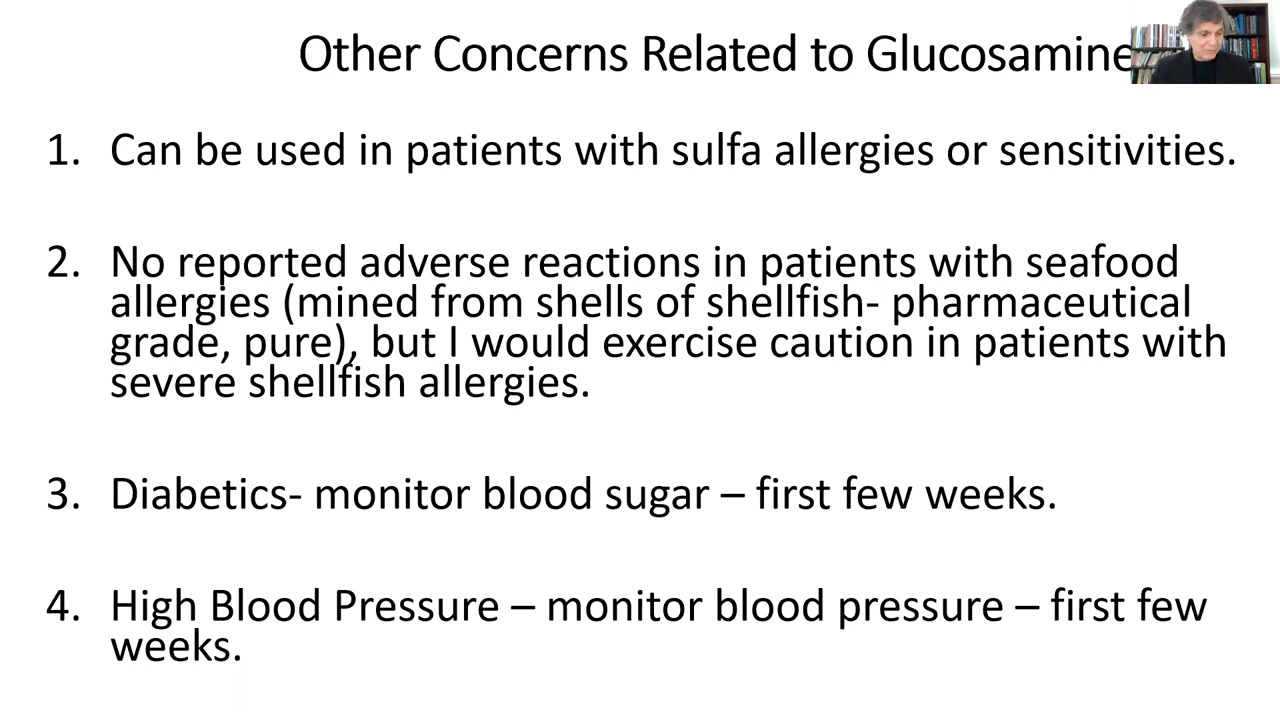 Other Concerns Related to Glucosamine
1. Can be used in patients with sulfa allergies or sensitivities.
2. No reported adverse reactions in patients with seafood
allergies (mined from shells of shellfish- pharmaceutical
grade, pure), but I would exercise caution in patients with
severe shellfish allergies.
3. Diabetics- monitor blood sugar – first few weeks.
4. High Blood Pressure – monitor blood pressure – first few
weeks.